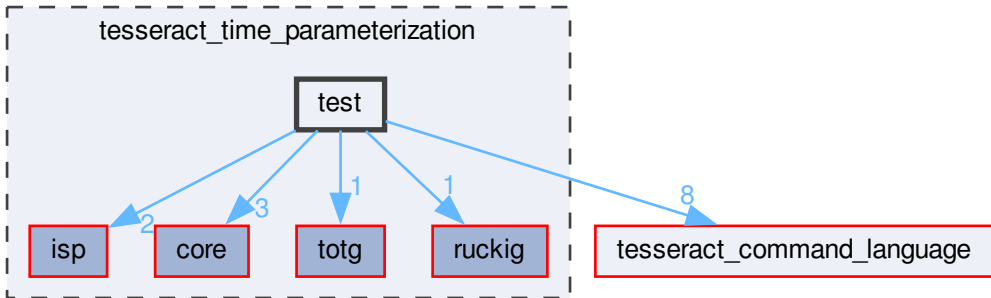 tesseract_time_parameterization
test
2
3
1
1
8
isp
core
totg
ruckig
tesseract_command_language